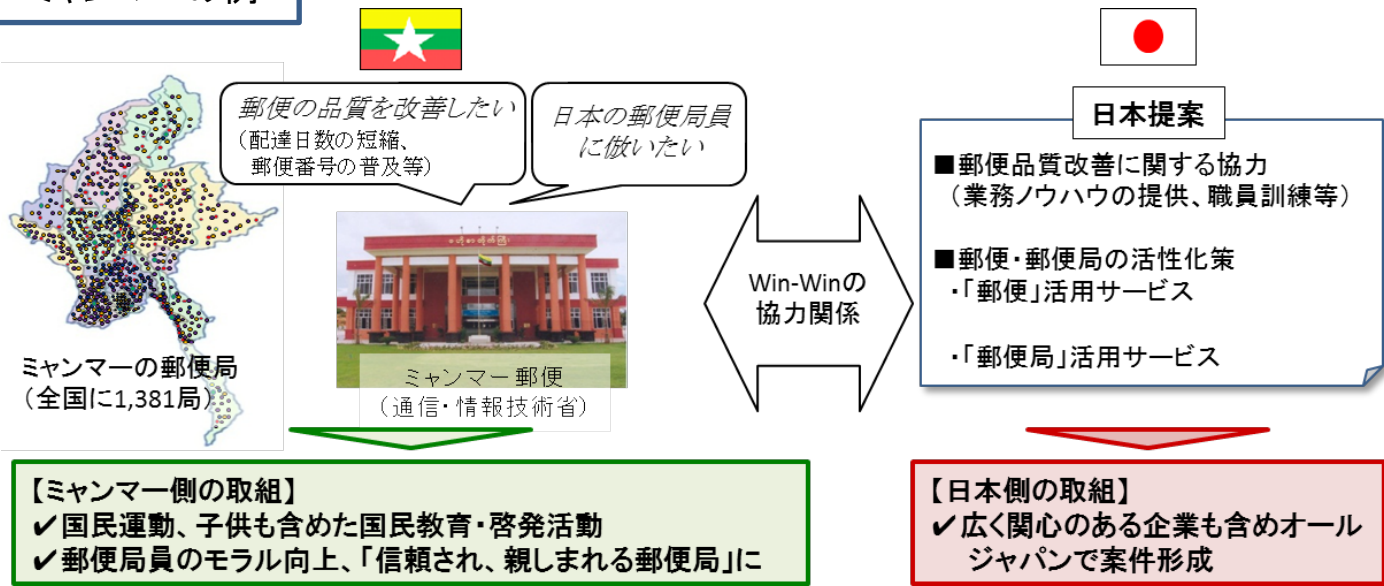 郵便の品質を改善したい
(配達日数の短縮、
郵便番号の普及等)
日本の郵便局員
に倣いたい
ミャンマーの郵便局
(全国に1,381局)
ミャンマー郵便
(通信・情報技術省)
Win-Winの
協力関係
日本提案
■郵便品質改善に関する協力
(業務ノウハウの提供、職員訓練等)
■郵便・郵便局の活性化策
・「郵便」活用サービス
・「郵便局」活用サービス
【ミャンマー側の取組】
✔国民運動、子供も含めた国民教育・啓発活動
✔郵便局員のモラル向上、「信頼され、親しまれる郵便局」に
【日本側の取組】
✔広く関心のある企業も含めオール
ジャパンで案件形成